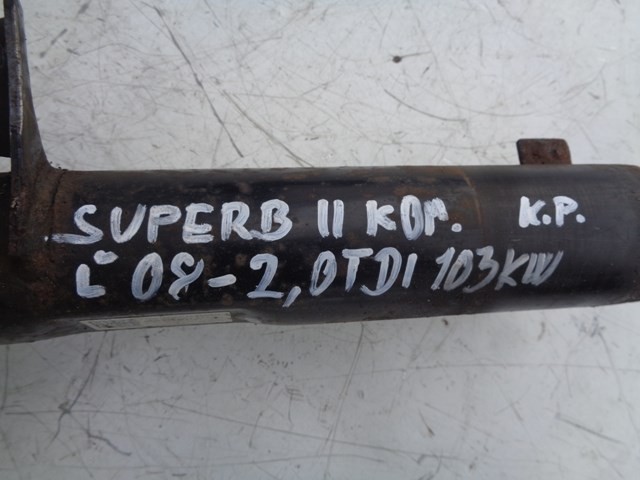 SUPERB II KOM. K.P.
Ľ 08-2,0TDI 103KW